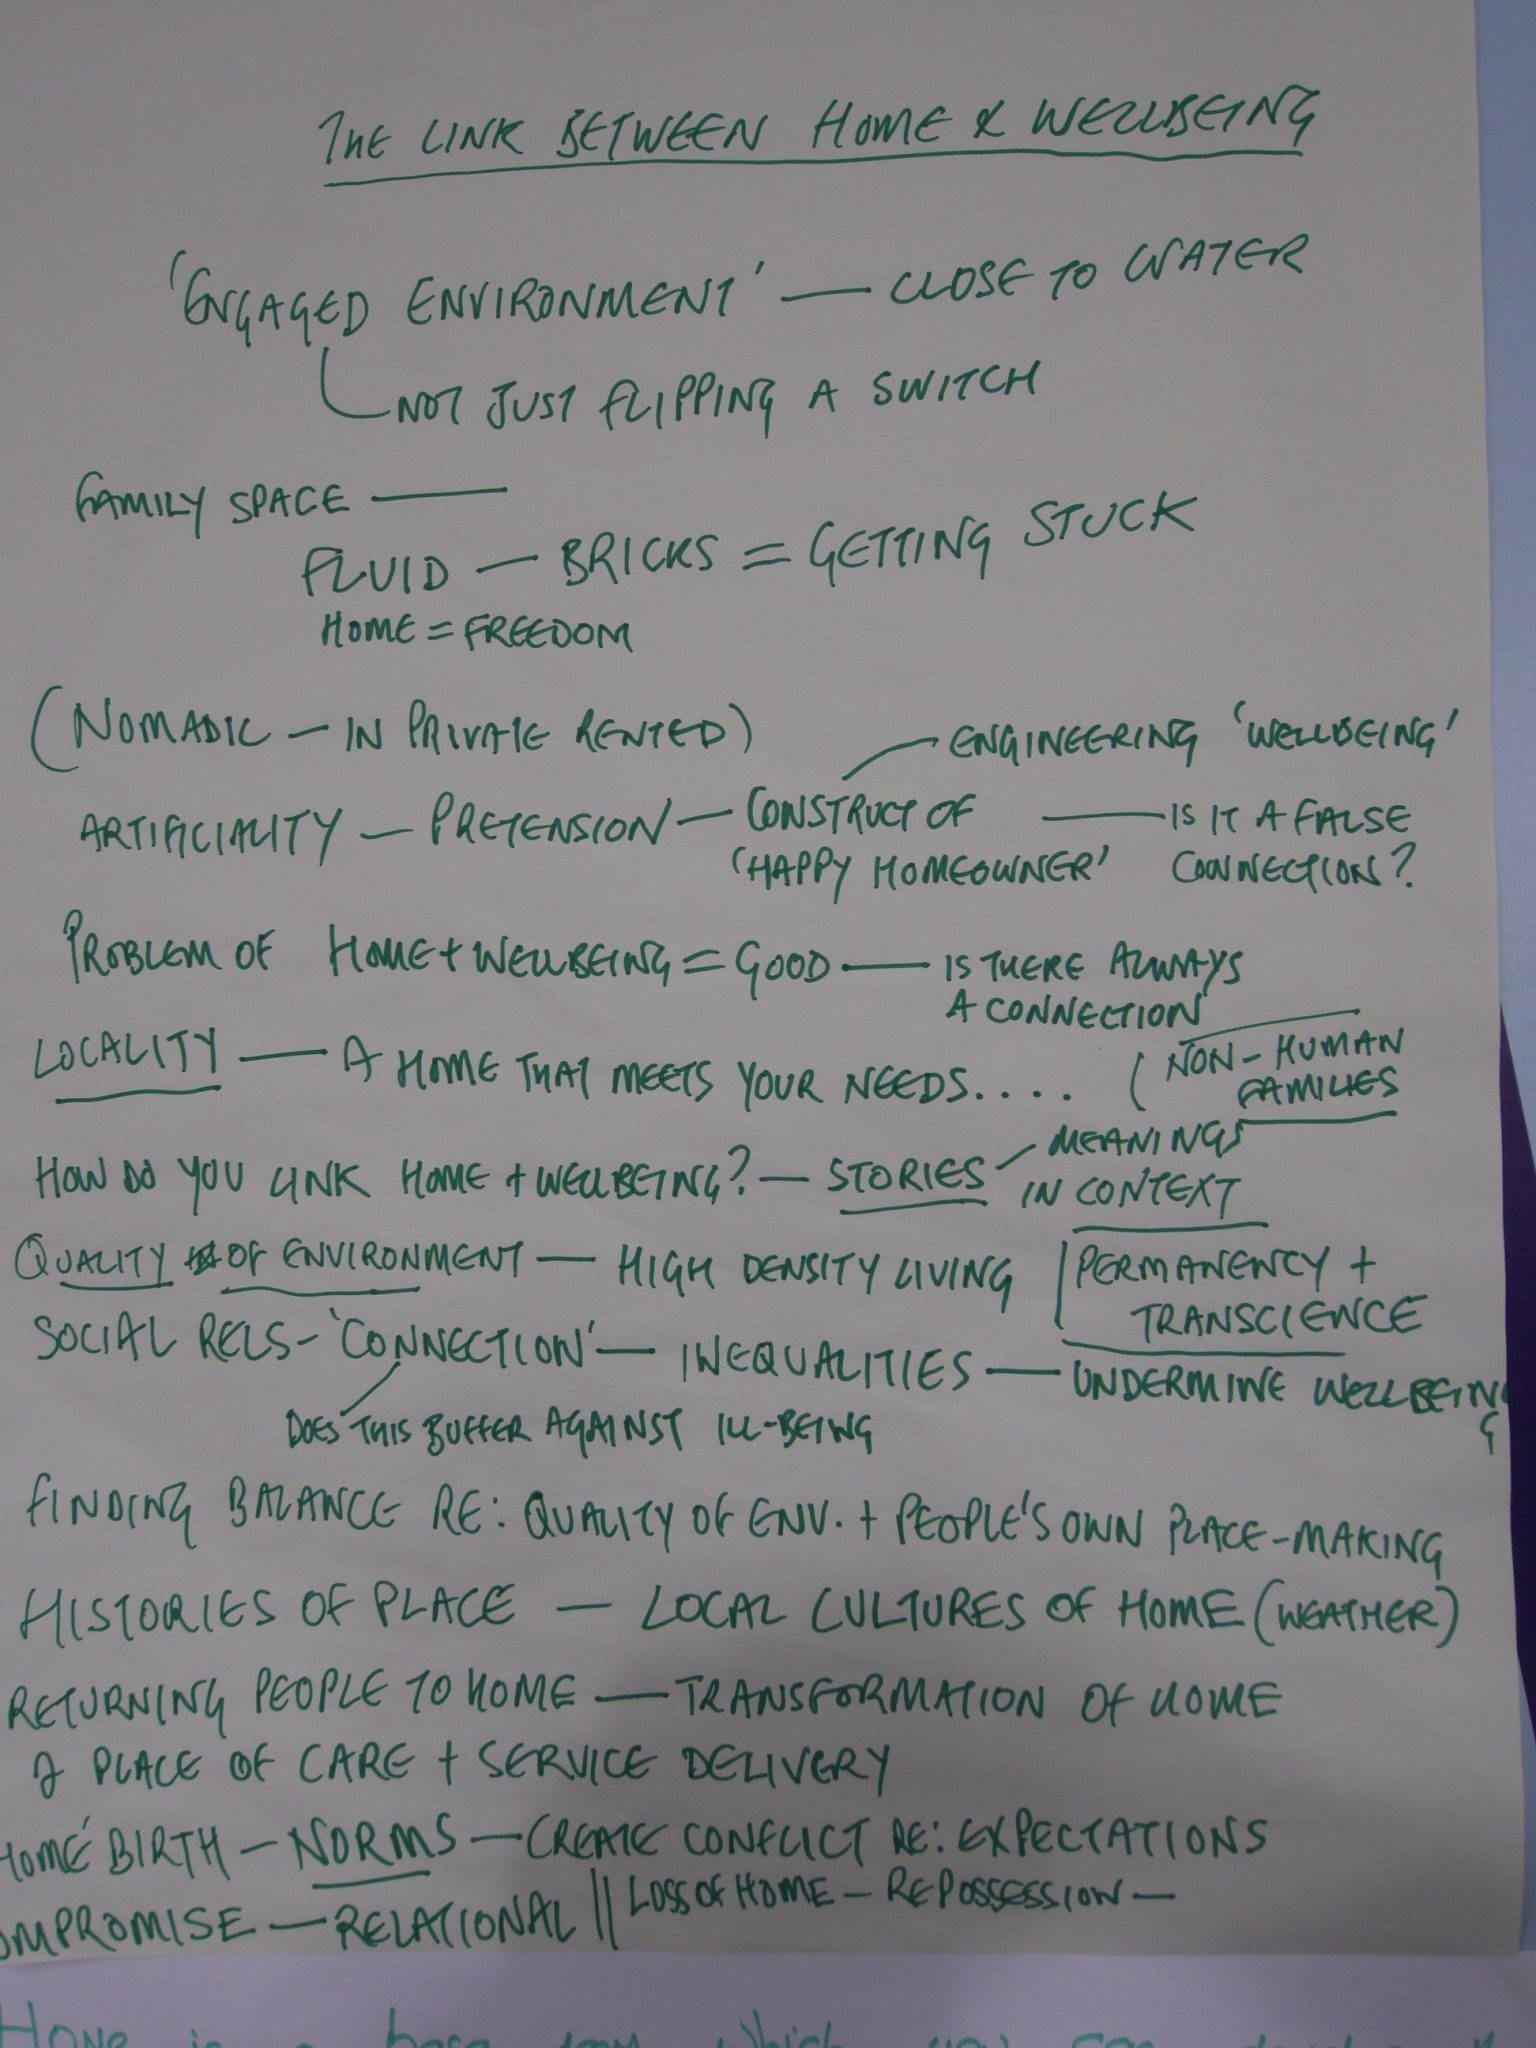 THE LINK BETWEEN HOME & WELLBEING
'ENGAGED ENVIRONMENT' — CLOSE TO WATER
NOT JUST FLIPPING A SWITCH
FAMILY SPACE —
FLUID — BRICKS = GETTING STUCK
HOME = FREEDOM
(NOMADIC — IN PRIVATE RENTED)
ENGINEERING 'WELLBEING'
ARTIFICIALITY — PRETENSION — CONSTRUCT OF — IS IT A FALSE
'HAPPY HOMEOWNER' CONNECTION?
PROBLEM OF HOME + WELLBEING = GOOD — IS THERE ALWAYS
A CONNECTION
LOCALITY — A HOME THAT MEETS YOUR NEEDS.... (NON-HUMAN
FAMILIES
HOW DO YOU LINK HOME + WELLBEING? — STORIES — MEANINGS
IN CONTEXT
QUALITY OF ENVIRONMENT — HIGH DENSITY LIVING PERMANENCY +
TRANSCIENCE
SOCIAL RELS - 'CONNECTION' — INEQUALITIES — UNDERMINE WELLBEING
DOES THIS BUFFER AGAINST ILL-BEING
FINDING BALANCE RE: QUALITY OF ENV. + PEOPLE'S OWN PLACE-MAKING
HISTORIES OF PLACE — LOCAL CULTURES OF HOME (WEATHER)
RETURNING PEOPLE TO HOME — TRANSFORMATION OF HOME
PLACE OF CARE + SERVICE DELIVERY
HOME BIRTH — NORMS — CREATE CONFLICT RE: EXPECTATIONS
OMPROMISE — RELATIONAL || LOSS OF HOME — REPOSSESSION —
Home is a base from which you can